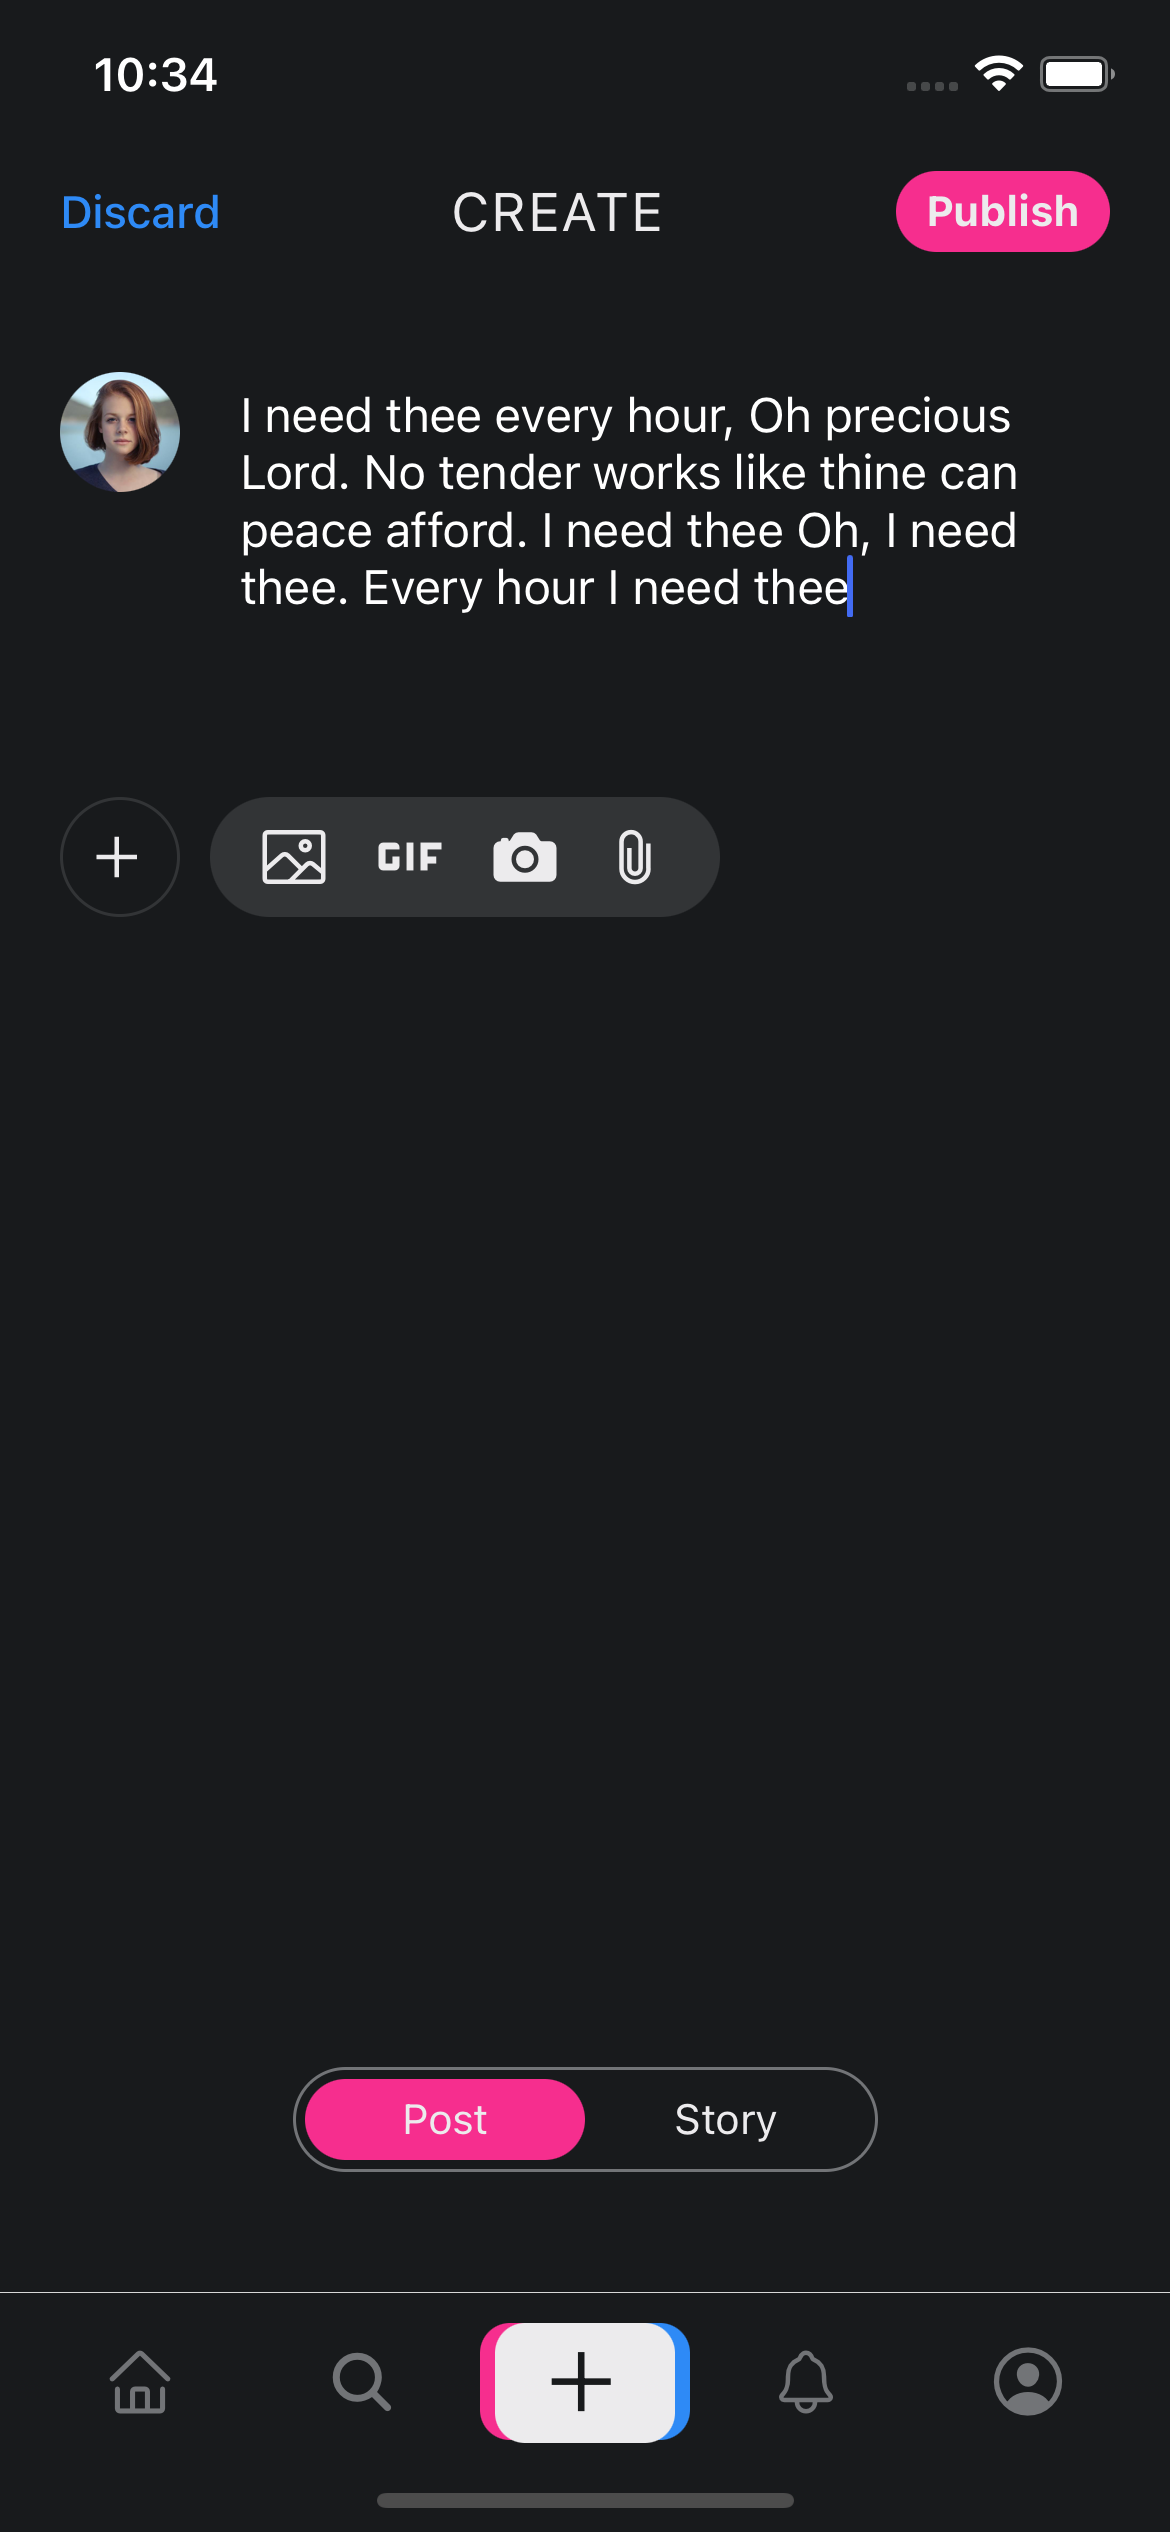 10:34
Discard
CREATE
Publish
I need thee every hour, Oh precious
Lord. No tender works like thine can
peace afford. I need thee Oh, I need
thee. Every hour I need thee
GIF
Post
Story